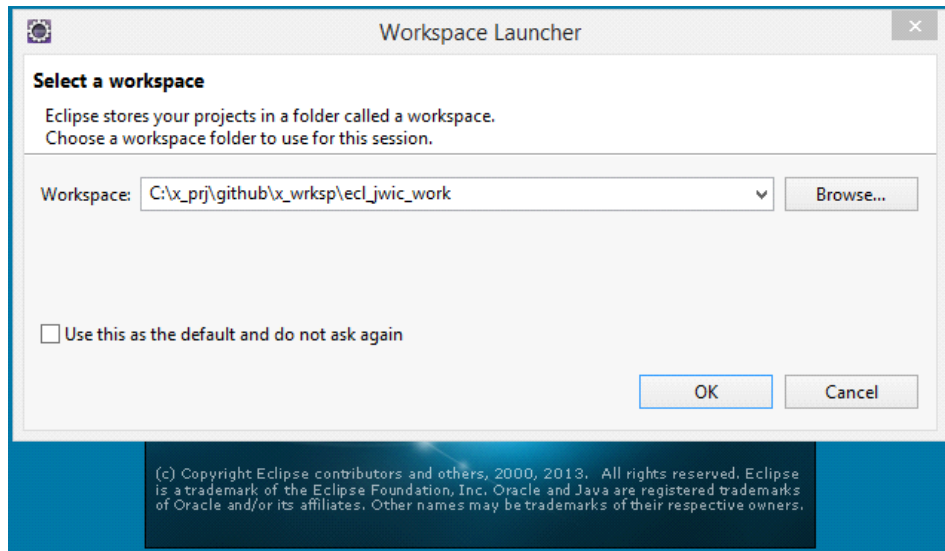 Workspace Launcher
Select a workspace
Eclipse stores your projects in a folder called a workspace.
Choose a workspace folder to use for this session.
Workspace: C:\x_prj\github\x_wrksp\ecl_jwic_work Browse...
Use this as the default and do not ask again
OK Cancel
(c) Copyright Eclipse contributors and others, 2000, 2013. All rights reserved. Eclipse
is a trademark of the Eclipse Foundation, Inc. Oracle and Java are registered trademarks
of Oracle and/or its affiliates. Other names may be trademarks of their respective owners.